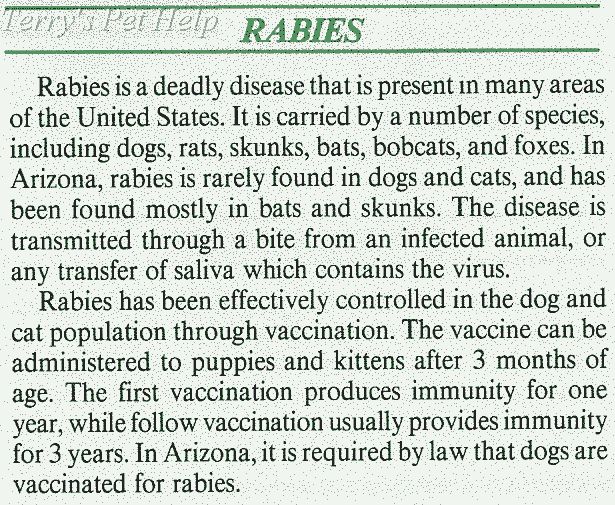 Terry's Pet Help
RABIES
Rabies is a deadly disease that is present in many areas
of the United States. It is carried by a number of species,
including dogs, rats, skunks, bats, bobcats, and foxes. In
Arizona, rabies is rarely found in dogs and cats, and has
been found mostly in bats and skunks. The disease is
transmitted through a bite from an infected animal, or
any transfer of saliva which contains the virus.
Rabies has been effectively controlled in the dog and
cat population through vaccination. The vaccine can be
administered to puppies and kittens after 3 months of
age. The first vaccination produces immunity for one
year, while follow vaccination usually provides immunity
for 3 years. In Arizona, it is required by law that dogs are
vaccinated for rabies.